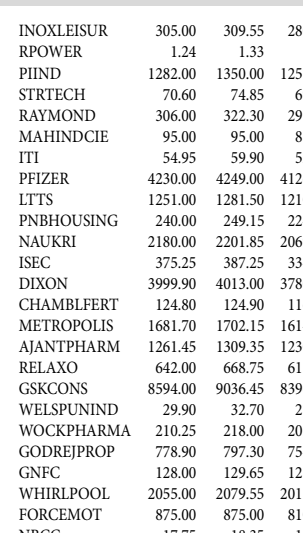 INOXLEISUR 305.00 309.55 28
RPOWER 1.24 1.33
PIIND 1282.00 1350.00 125
STRTECH 70.60 74.85 6
RAYMOND 306.00 322.30 29
MAHINDCIE 95.00 95.00 8
ITI 54.95 59.90 5
PFIZER 4230.00 4249.00 412
LTTS 1251.00 1281.50 121
PNBHOUSING 240.00 249.15 22
NAUKRI 2180.00 2201.85 206
ISEC 375.25 387.25 33
DIXON 3999.90 4013.00 378
CHAMBLFERT 124.80 124.90 11
METROPOLIS 1681.70 1702.15 161
AJANTPHARM 1261.45 1309.35 123
RELAXO 642.00 668.75 61
GSKCONS 8594.00 9036.45 839
WELSPUNIND 29.90 32.70 2
WOCKPHARMA 210.25 218.00 20
GODREJPROP 778.90 797.30 75
GNFC 128.00 129.65 12
WHIRLPOOL 2055.00 2079.55 201
FORCEMOT 875.00 875.00 81